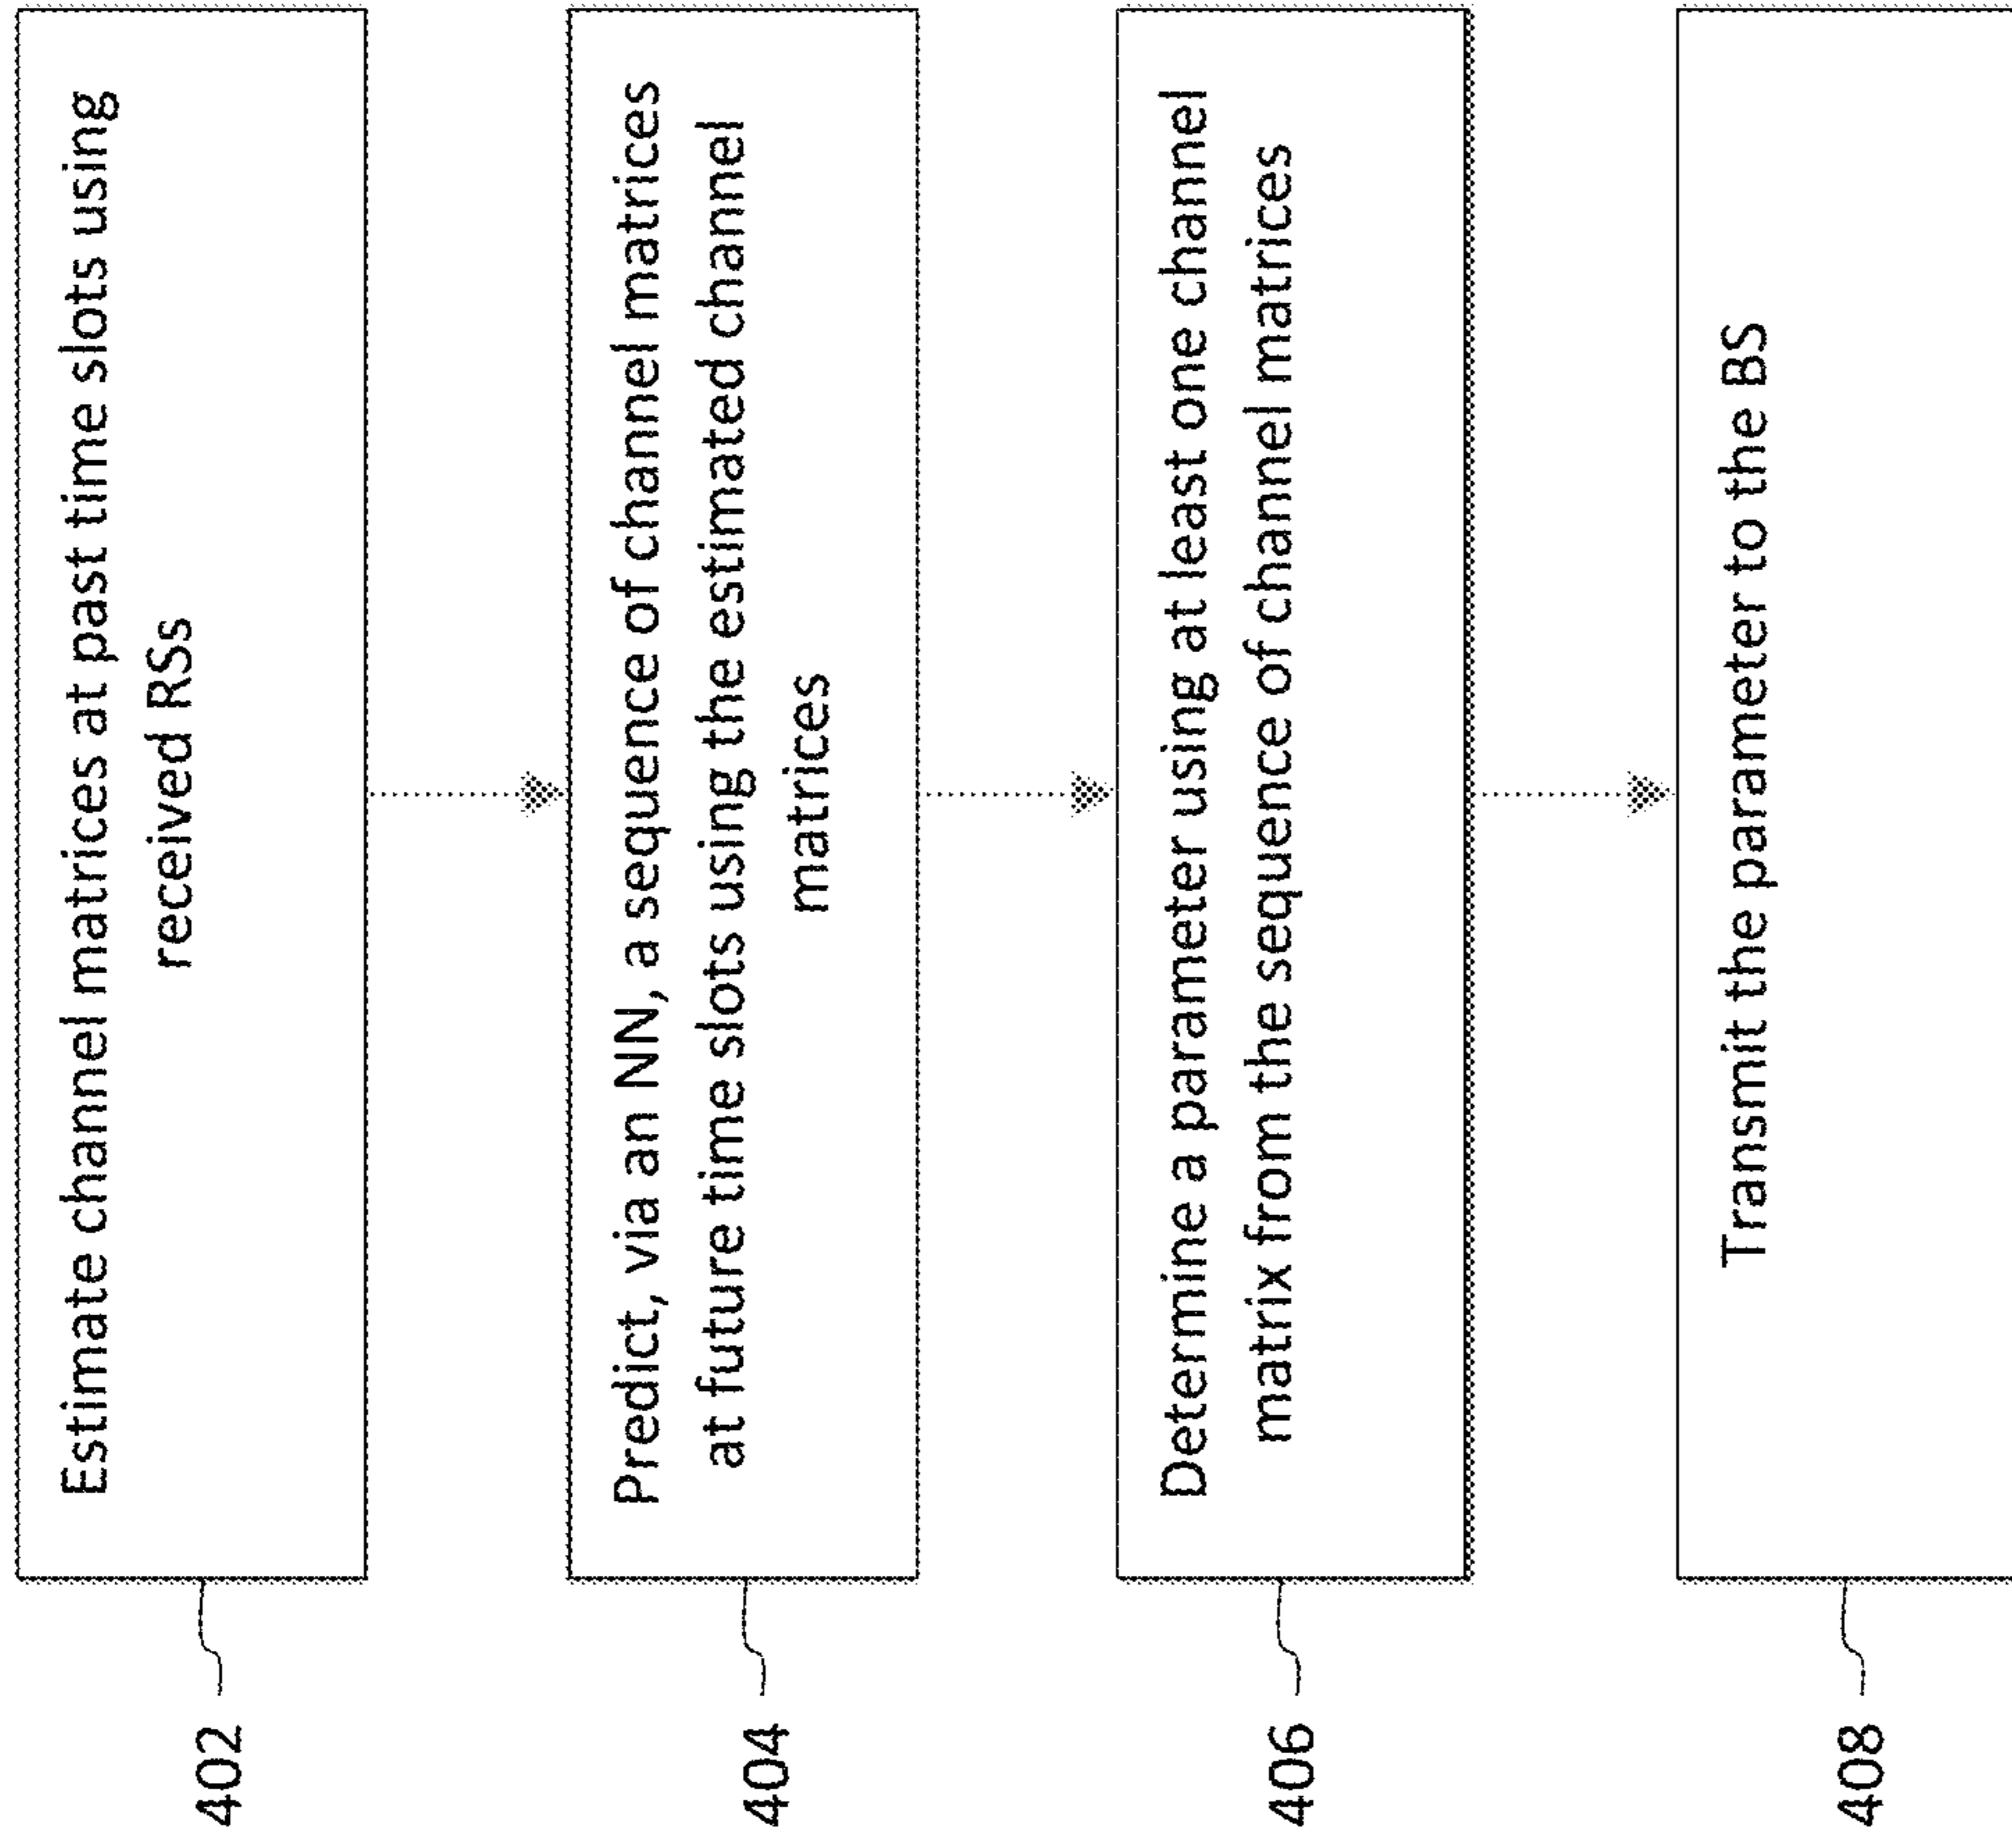 402
Estimate channel matrices at past time slots using
received RSs
404
Predict, via an NN, a sequence of channel matrices
at future time slots using the estimated channel
matrices
406
Determine a parameter using at least one channel
matrix from the sequence of channel matrices
408
Transmit the parameter to the BS